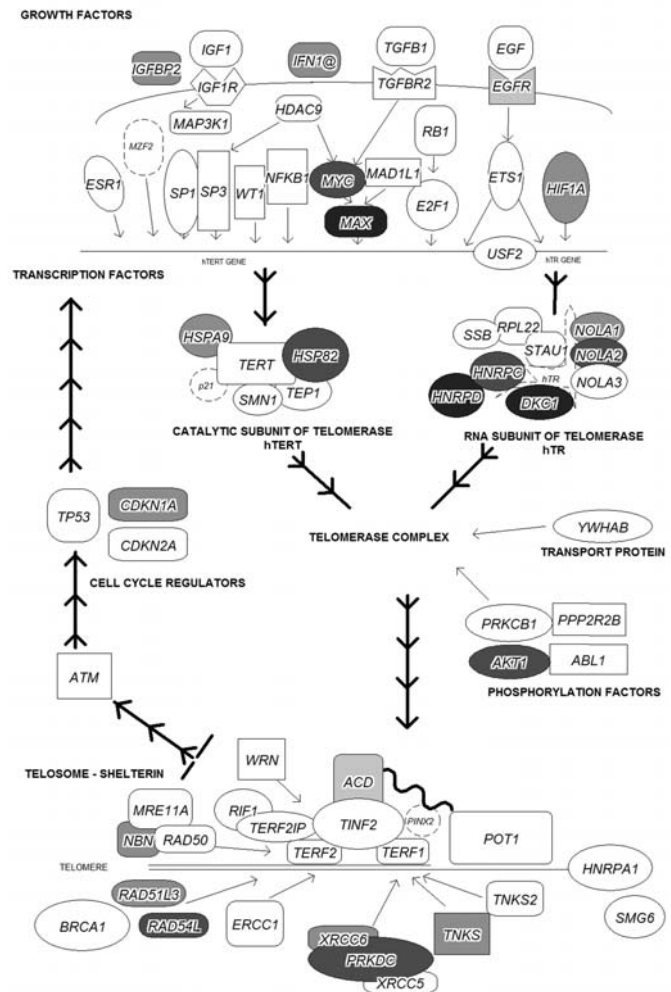 GROWTH FACTORS
IGF1
TGFB1
EGF
IGFBP2
IFN1@
IGF1R
TGFBR2
EGFR
MAP3K1
HDAC9
RB1
MZF2
ESR1
SP1
SP3
WT1
NFKB1
MYC
MAD1L1
ETS1
HIF1A
MAX
E2F1
USF2
hTERT GENE
hTR GENE
TRANSCRIPTION FACTORS
HSPA9
HSP82
TERT
p21
SMN1
TEP1
SSB
RPL22
STAU1
NOLA1
NOLA2
HNRPC
hTR
NOLA3
HNRPD
DKC1
CATALYTIC SUBUNIT OF TELOMERASE
hTERT
RNA SUBUNIT OF TELOMERASE
hTR
TP53
CDKN1A
CDKN2A
TELOMERASE COMPLEX
YWHAB
TRANSPORT PROTEIN
CELL CYCLE REGULATORS
PRKCB1
PPP2R2B
AKT1
ABL1
PHOSPHORYLATION FACTORS
ATM
TELOSOME - SHELTERIN
WRN
ACD
MRE11A
RIF1
TINF2
PINX2
NBN
RAD50
TERF2IP
TERF2
TERF1
POT1
TELOMERE
HNRPA1
RAD51L3
BRCA1
RAD54L
ERCC1
TNKS2
SMG6
XRCC6
TNKS
PRKDC
XRCC5